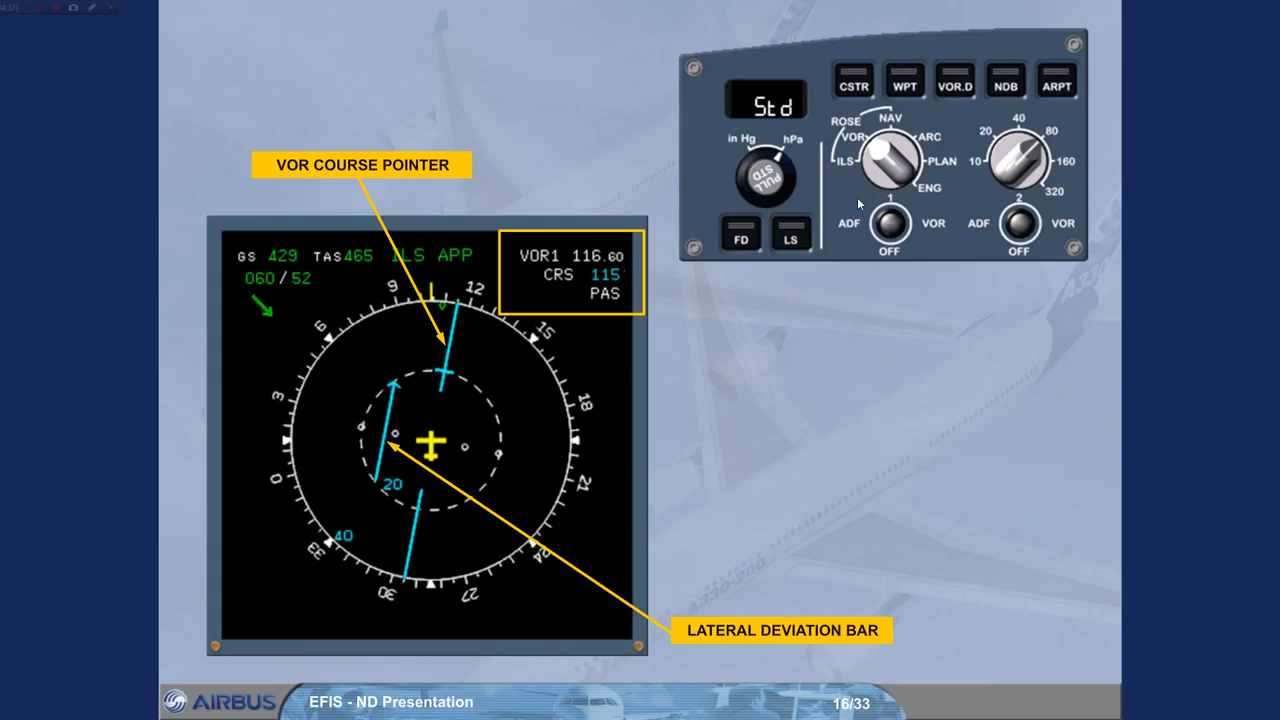 Std
CSTR WPT VOR.D NDB ARPT
in Hg hPa
PULL STD
ROSE NAV
VOR ARC
ILS PLAN
ENG
10 20 40 80 160 320
FD LS
1
ADF VOR
OFF
2
ADF VOR
OFF
VOR COURSE POINTER
GS 429 TAS465 ILS APP
060/52
VOR1 116.60
CRS 115°
PAS
9 12
6 15
3 18
0 21
33 24
30 27
20
40
LATERAL DEVIATION BAR
A330-200
A330
AIRBUS
EFIS - ND Presentation
16/33